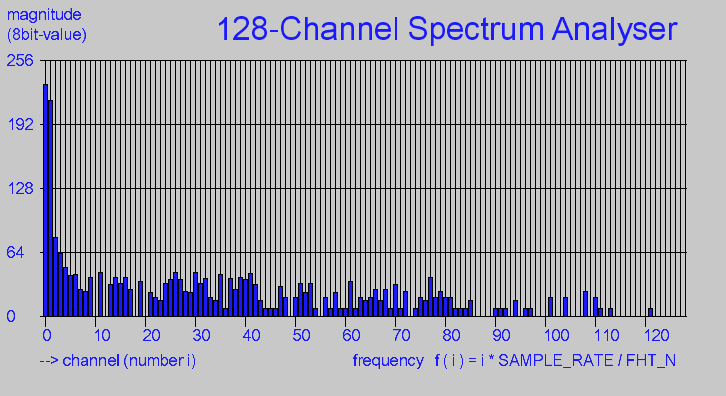 magnitude
(8bit-value)
128-Channel Spectrum Analyser
256
192
128
64
0
0 10 20 30 40 50 60 70 80 90 100 110 120
--> channel (number i)
frequency f ( i ) = i * SAMPLE_RATE / FHT_N